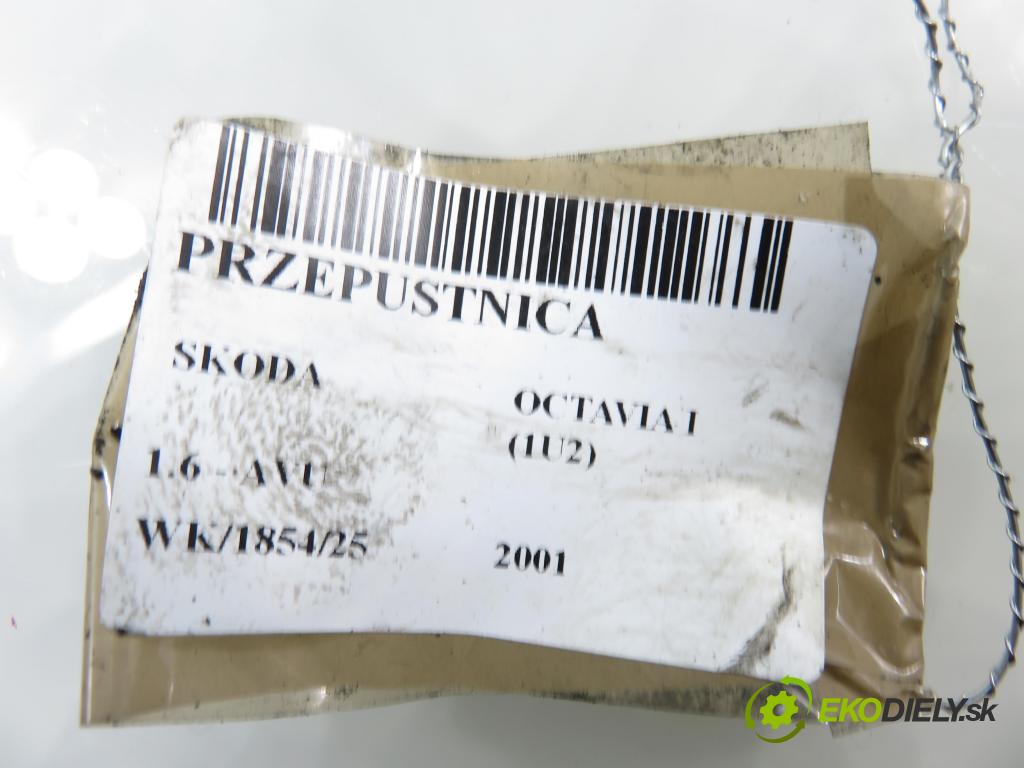 PRZEPUSTNICA
SKODA
OCTAVIA I
(1U2)
1.6 - AVU
WK/1854/25
2001
EKODIELY.sk